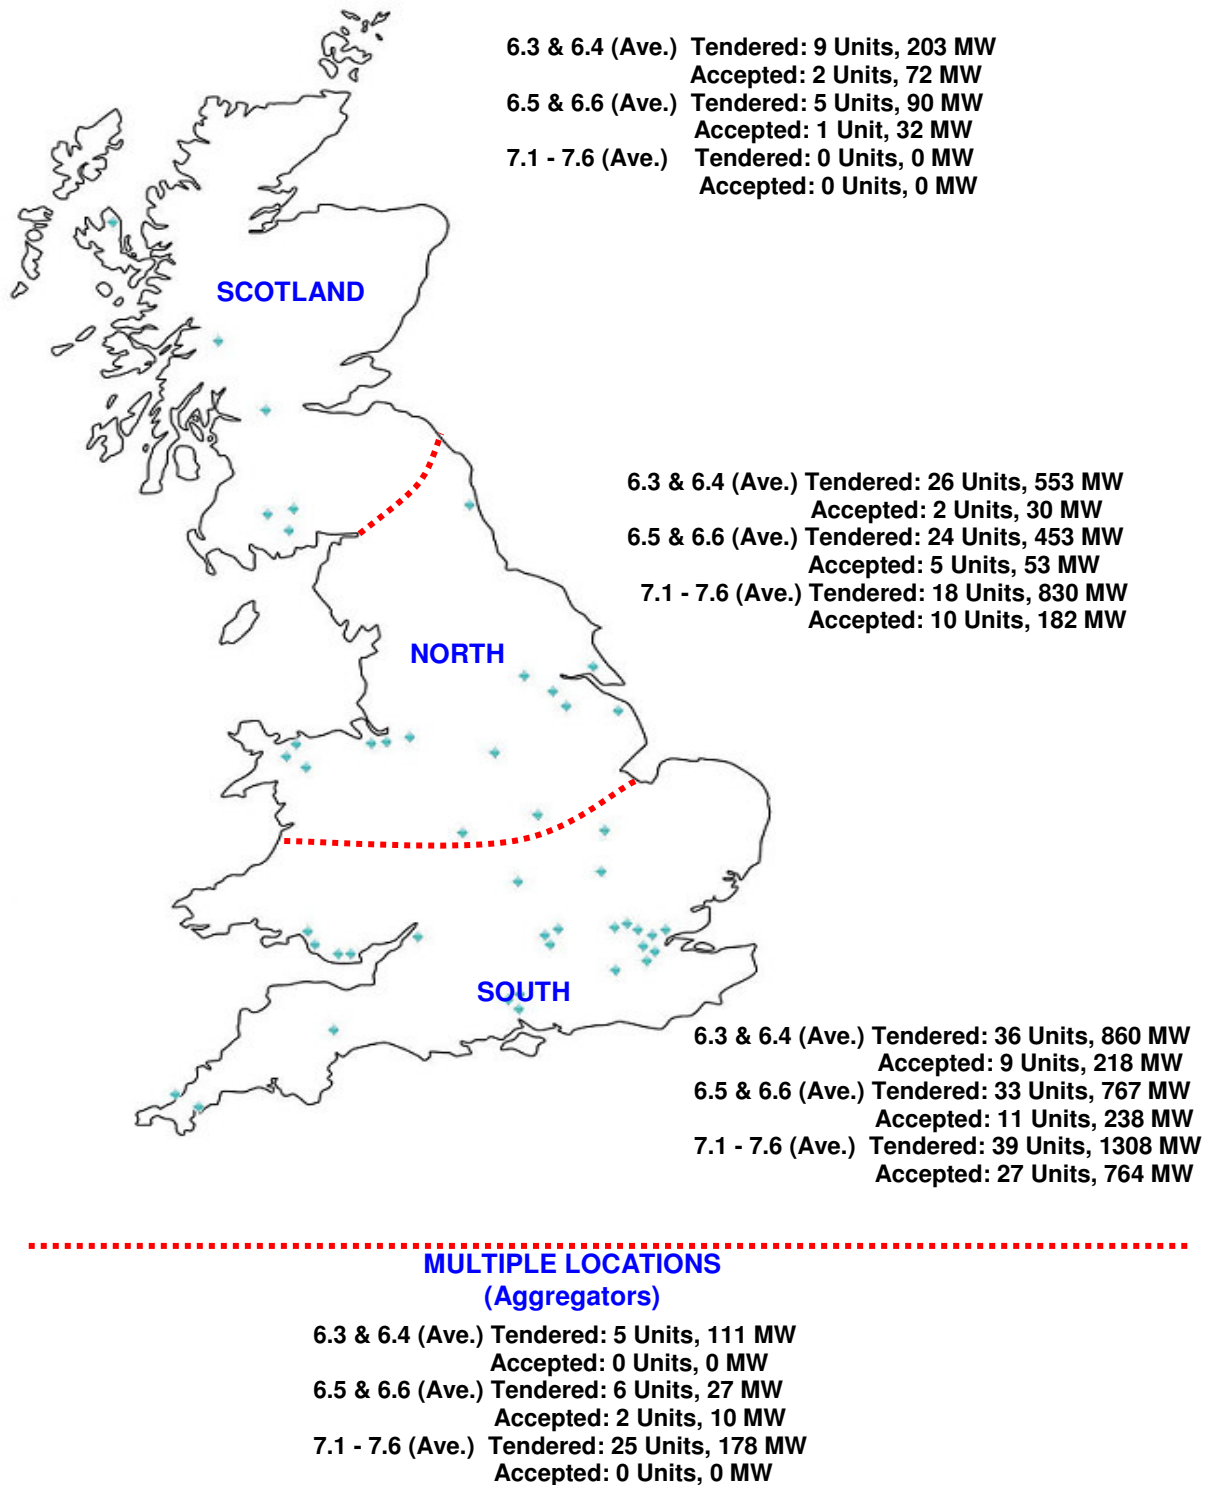 6.3 & 6.4 (Ave.) Tendered: 9 Units, 203 MW
Accepted: 2 Units, 72 MW
6.5 & 6.6 (Ave.) Tendered: 5 Units, 90 MW
Accepted: 1 Unit, 32 MW
7.1 - 7.6 (Ave.) Tendered: 0 Units, 0 MW
Accepted: 0 Units, 0 MW
SCOTLAND
6.3 & 6.4 (Ave.) Tendered: 26 Units, 553 MW
Accepted: 2 Units, 30 MW
6.5 & 6.6 (Ave.) Tendered: 24 Units, 453 MW
Accepted: 5 Units, 53 MW
7.1 - 7.6 (Ave.) Tendered: 18 Units, 830 MW
Accepted: 10 Units, 182 MW
NORTH
SOUTH
6.3 & 6.4 (Ave.) Tendered: 36 Units, 860 MW
Accepted: 9 Units, 218 MW
6.5 & 6.6 (Ave.) Tendered: 33 Units, 767 MW
Accepted: 11 Units, 238 MW
7.1 - 7.6 (Ave.) Tendered: 39 Units, 1308 MW
Accepted: 27 Units, 764 MW
MULTIPLE LOCATIONS
(Aggregators)
6.3 & 6.4 (Ave.) Tendered: 5 Units, 111 MW
Accepted: 0 Units, 0 MW
6.5 & 6.6 (Ave.) Tendered: 6 Units, 27 MW
Accepted: 2 Units, 10 MW
7.1 - 7.6 (Ave.) Tendered: 25 Units, 178 MW
Accepted: 0 Units, 0 MW